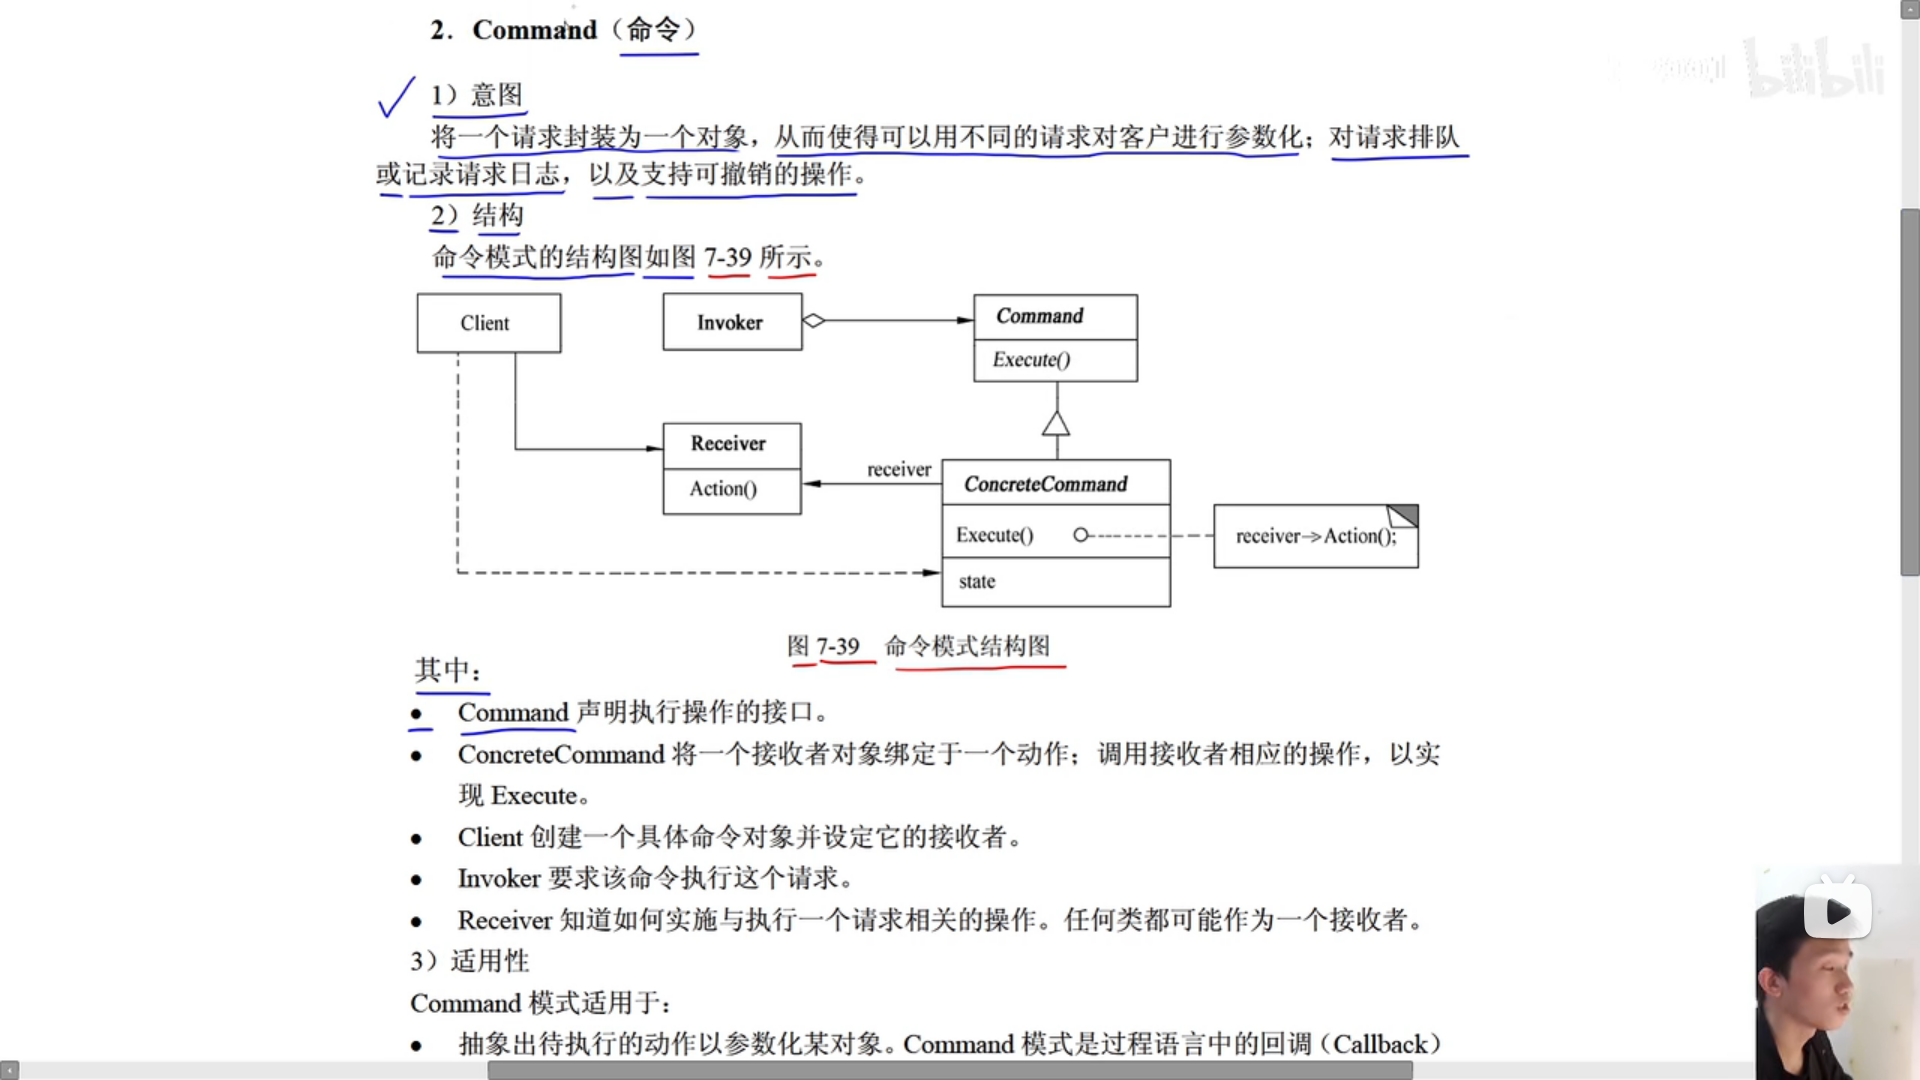 2. Command（命令）
bilibili
1）意图
将一个请求封装为一个对象，从而使得可以用不同的请求对客户进行参数化；对请求排队
或记录请求日志，以及支持可撤销的操作。
2）结构
命令模式的结构图如图 7-39 所示。
Client
Invoker
Command
Execute()
Receiver
Action()
receiver
ConcreteCommand
Execute()
receiver->Action();
state
图 7-39 命令模式结构图
其中：
● Command 声明执行操作的接口。
● ConcreteCommand 将一个接收者对象绑定于一个动作；调用接收者相应的操作，以实
现 Execute。
● Client 创建一个具体命令对象并设定它的接收者。
● Invoker 要求该命令执行这个请求。
● Receiver 知道如何实施与执行一个请求相关的操作。任何类都可能作为一个接收者。
3）适用性
Command 模式适用于：
● 抽象出待执行的动作以参数化某对象。Command 模式是过程语言中的回调（Callback）